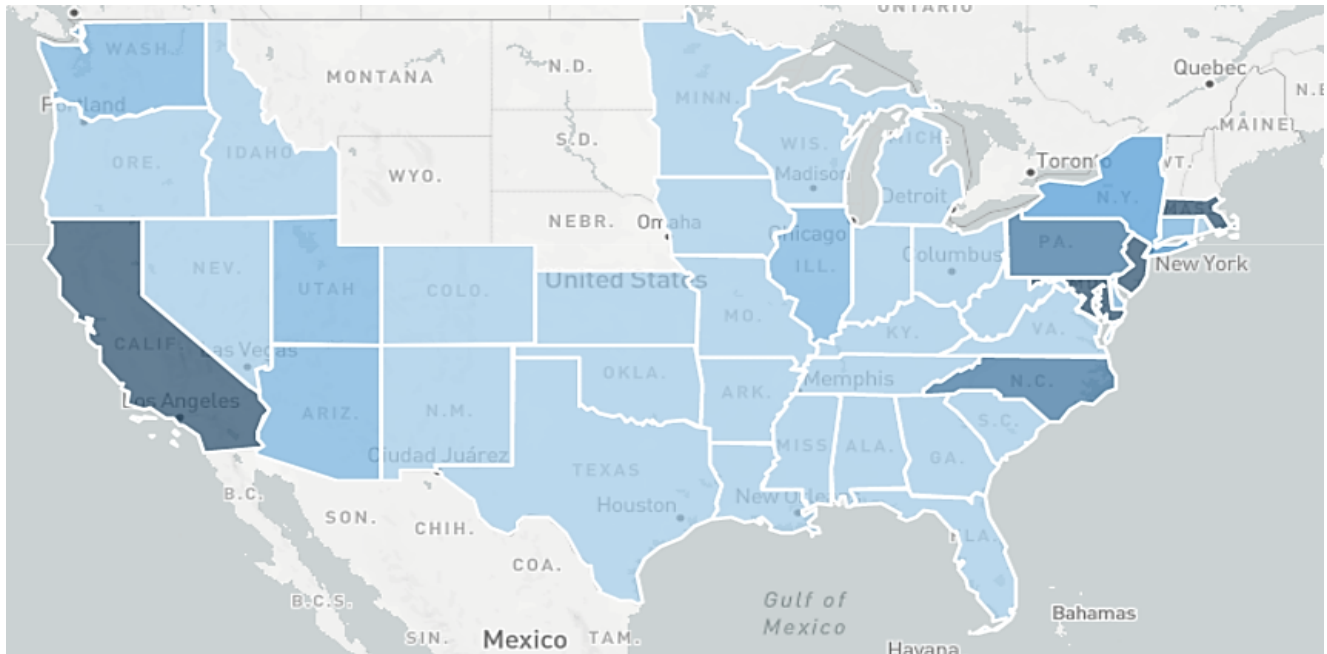 ONTARIO
WASH.
MONTANA
N.D.
Quebec
N.B
Portland
MINN.
MAINE
ORE.
IDAHO
S.D.
WIS.
MICH.
Toronto
VT.
WYO.
Madison
Detroit
N.Y.
MASS
NEBR.
Omaha
Chicago
PA.
NEV.
UTAH
COLO.
United States
ILL.
Columbus
New York
CALIF.
Las Vegas
MO.
KY.
VA.
Los Angeles
ARIZ.
N.M.
OKLA.
ARK.
Memphis
N.C.
Ciudad Juárez
TEXAS
MISS
ALA.
GA.
S.C.
B.C.
SON.
CHIH.
Houston
New Orleans
FLA.
COA.
B.C.S.
Gulf of
Mexico
Bahamas
SIN.
Mexico
TAM.
Havana